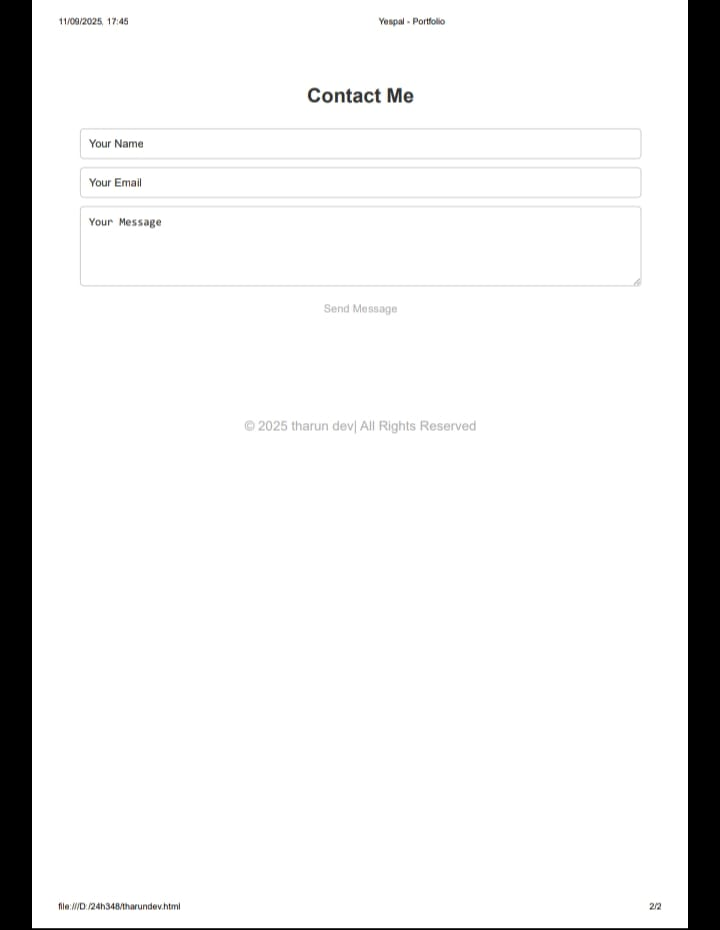 11/09/2025, 17:45 Yespal - Portfolio
Contact Me
Your Name
Your Email
Your Message
Send Message
© 2025 tharun dev| All Rights Reserved
file:///D:/24h348/tharundev.html 2/2